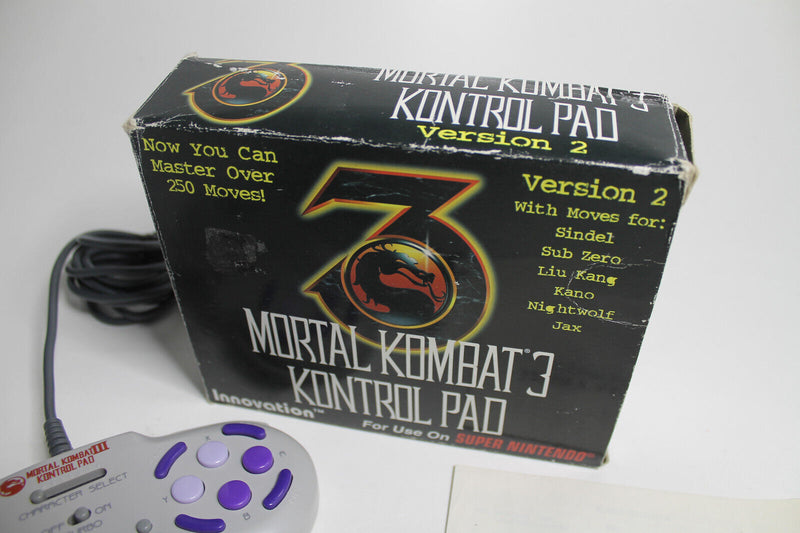 MORTAL KOMBAT 3
KONTROL PAD
Version 2
Now You Can
Master Over
250 Moves!
Version 2
With Moves for:
Sindel
Sub Zero
Liu Kang
Kano
Nightwolf
Jax
3
MORTAL KOMBAT® 3
KONTROL PAD
Innovation™
For Use On SUPER NINTENDO®
MORTAL KOMBAT III
KONTROL PAD
CHARACTER SELECT
OFF ON
TURBO
X
A
Y
B